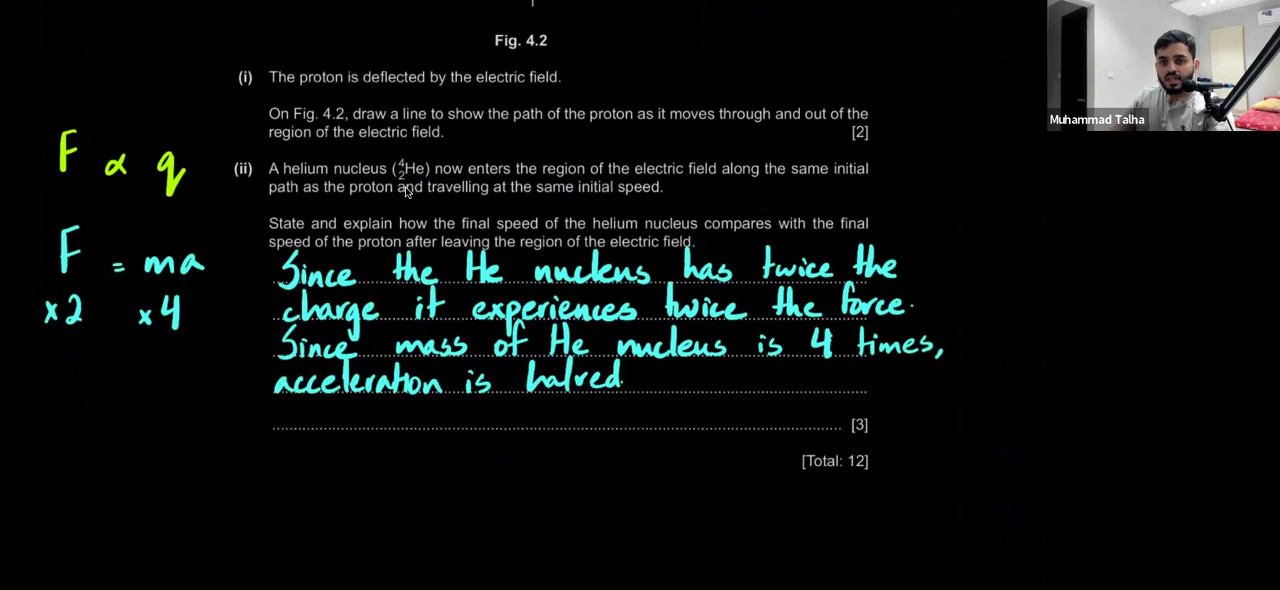 Fig. 4.2
(i) The proton is deflected by the electric field.
On Fig. 4.2, draw a line to show the path of the proton as it moves through and out of the
region of the electric field. [2]
(ii) A helium nucleus (⁴₂He) now enters the region of the electric field along the same initial
path as the proton and travelling at the same initial speed.
State and explain how the final speed of the helium nucleus compares with the final
speed of the proton after leaving the region of the electric field.
Since the He nucleus has twice the
charge it experiences twice the force.
Since mass of He nucleus is 4 times,
acceleration is halved.
[3]
[Total: 12]
F ∝ q
F = ma
×2 ×4
Muhammad Talha